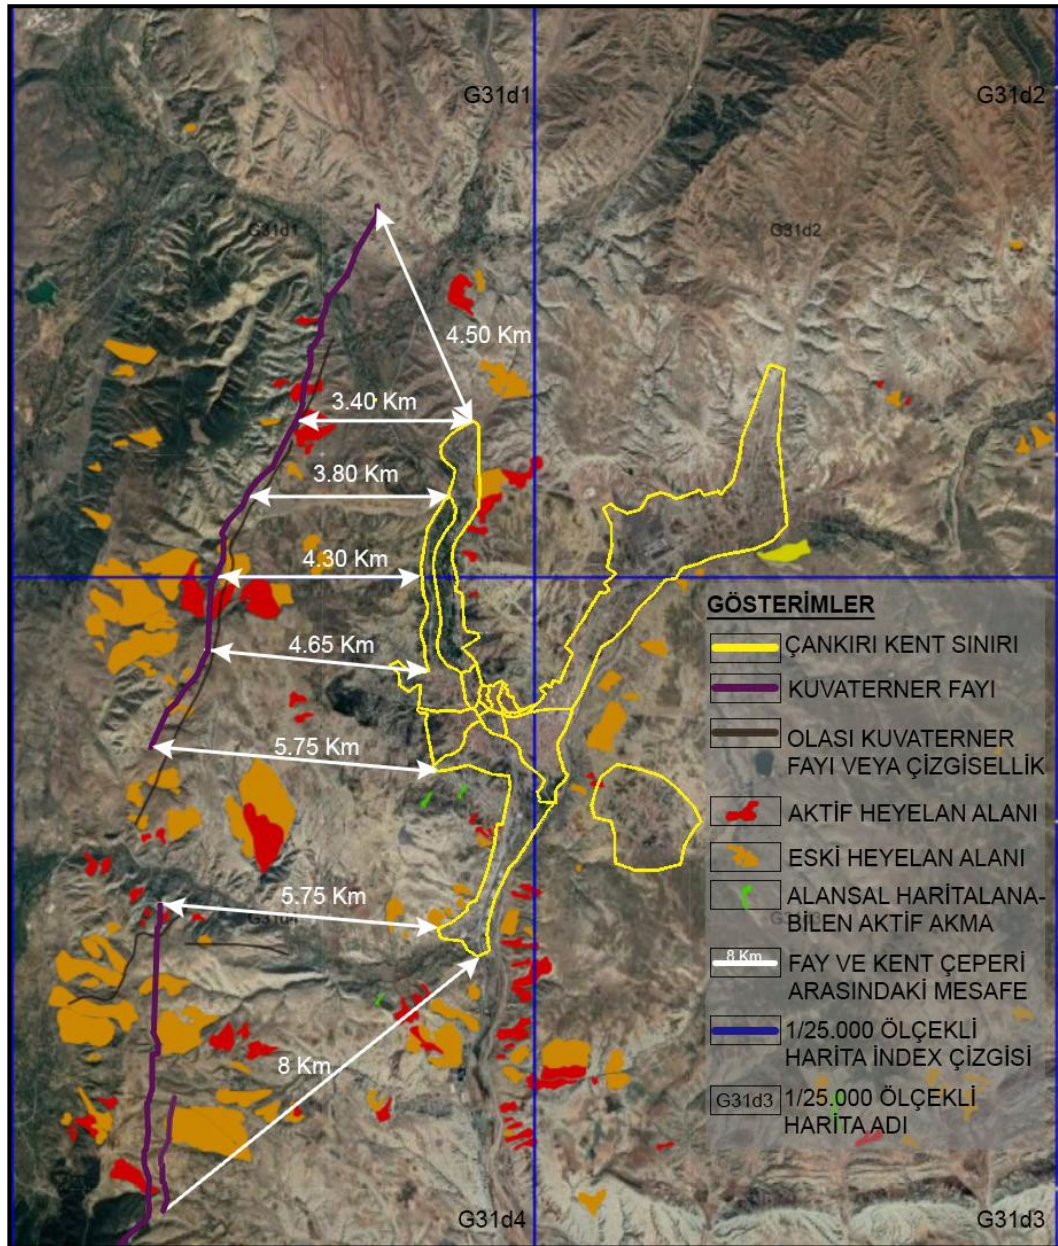 G31d1
G31d2
G31d1
G31d2
4.50 Km
3.40 Km
3.80 Km
4.30 Km
4.65 Km
5.75 Km
5.75 Km
G31d4
8 Km
GÖSTERİMLER
ÇANKIRI KENT SINIRI
KUVATERNER FAYI
OLASI KUVATERNER
FAYI VEYA ÇİZGİSELLİK
AKTİF HEYELAN ALANI
ESKİ HEYELAN ALANI
ALANSAL HARİTALANA-
BİLEN AKTİF AKMA
8 Km
FAY VE KENT ÇEPERİ
ARASINDAKİ MESAFE
1/25.000 ÖLÇEKLİ
HARİTA İNDEX ÇİZGİSİ
G31d3
1/25.000 ÖLÇEKLİ
HARİTA ADI
G31d4
G31d3